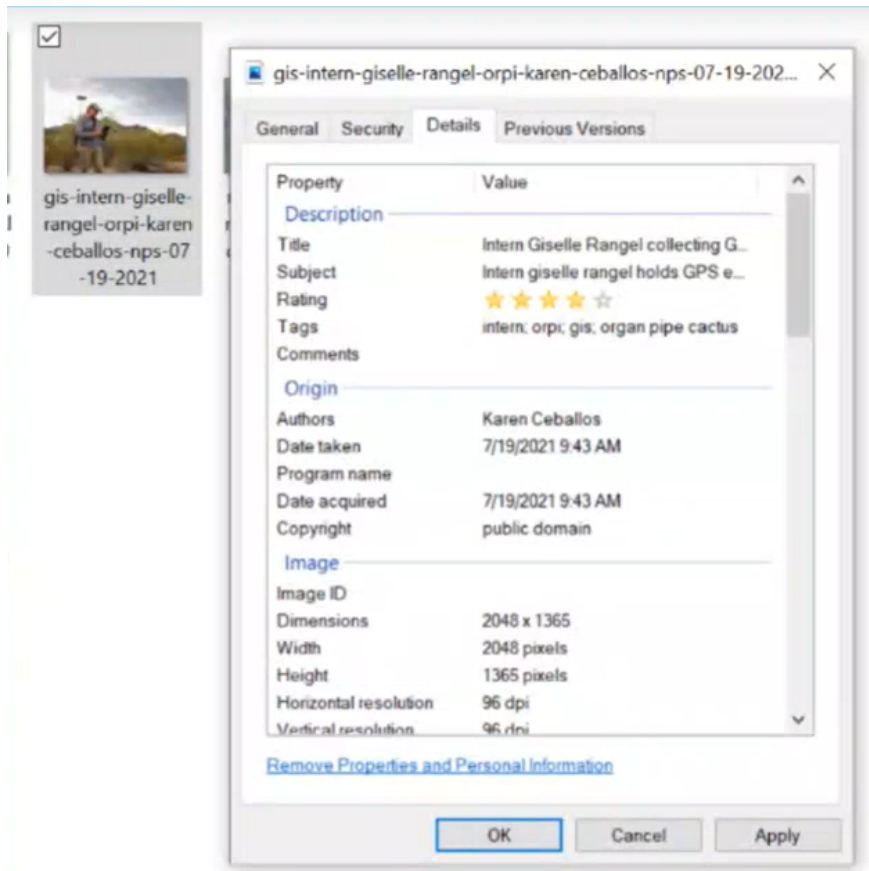 gis-intern-giselle-rangel-orpi-karen-ceballos-nps-07-19-202...
General Security Details Previous Versions
gis-intern-giselle-
rangel-orpi-karen
-ceballos-nps-07
-19-2021
Property Value
Description
Title Intern Giselle Rangel collecting G...
Subject Intern giselle rangel holds GPS e...
Rating
Tags intern; orpi; gis; organ pipe cactus
Comments
Origin
Authors Karen Ceballos
Date taken 7/19/2021 9:43 AM
Program name
Date acquired 7/19/2021 9:43 AM
Copyright public domain
Image
Image ID
Dimensions 2048 x 1365
Width 2048 pixels
Height 1365 pixels
Horizontal resolution 96 dpi
Vertical resolution 96 dpi
Remove Properties and Personal Information
OK Cancel Apply